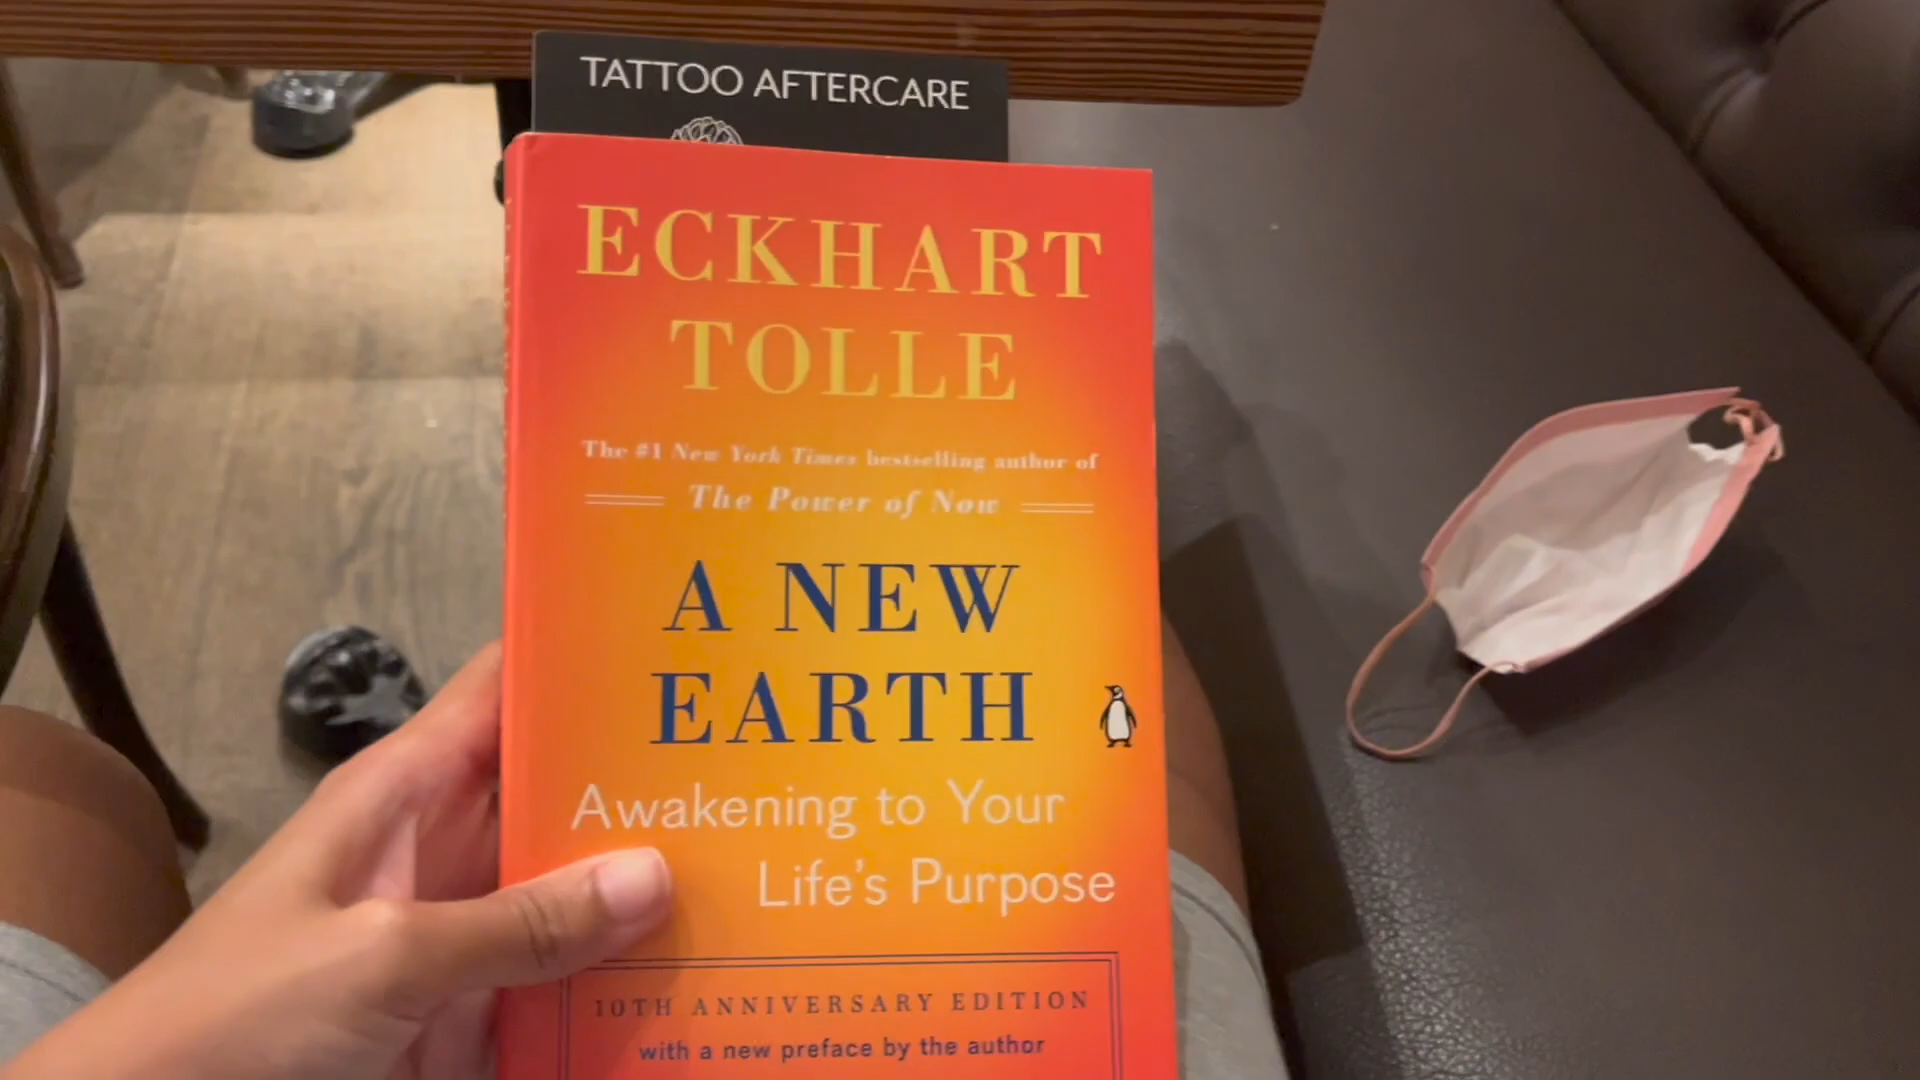 TATTOO AFTERCARE
ECKHART
TOLLE
The #1 New York Times bestselling author of
The Power of Now
A NEW
EARTH
Awakening to Your
Life's Purpose
10TH ANNIVERSARY EDITION
with a new preface by the author